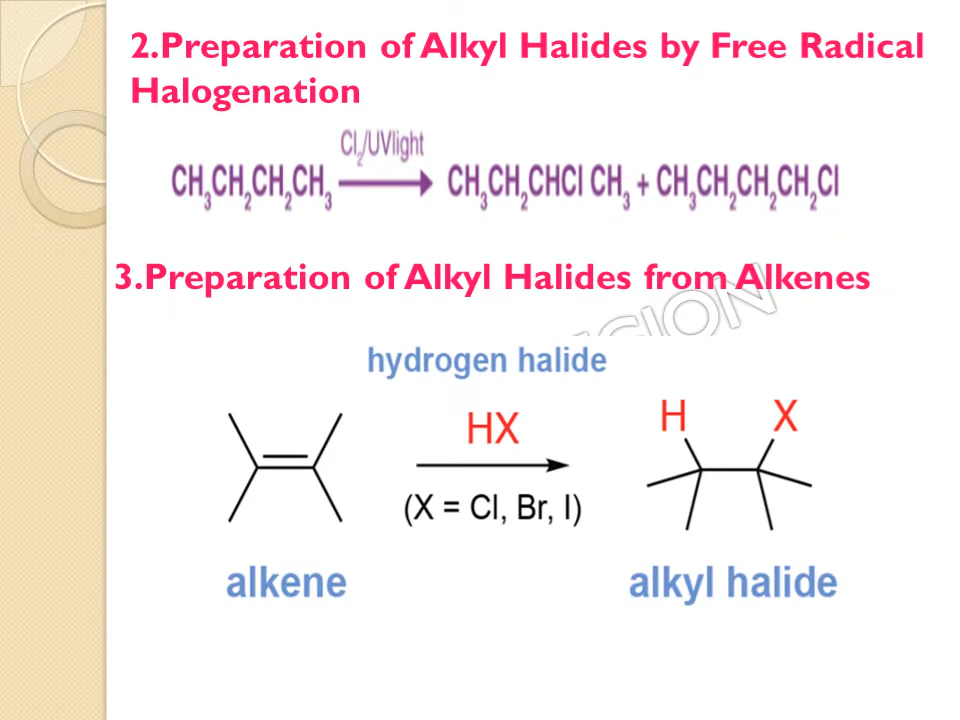 2.Preparation of Alkyl Halides by Free Radical
Halogenation
Cl₂/UVlight
CH₃CH₂CH₂CH₃ → CH₃CH₂CHCl CH₃ + CH₃CH₂CH₂CH₂Cl
3.Preparation of Alkyl Halides from Alkenes
hydrogen halide
HX
H X
(X = Cl, Br, I)
alkene alkyl halide